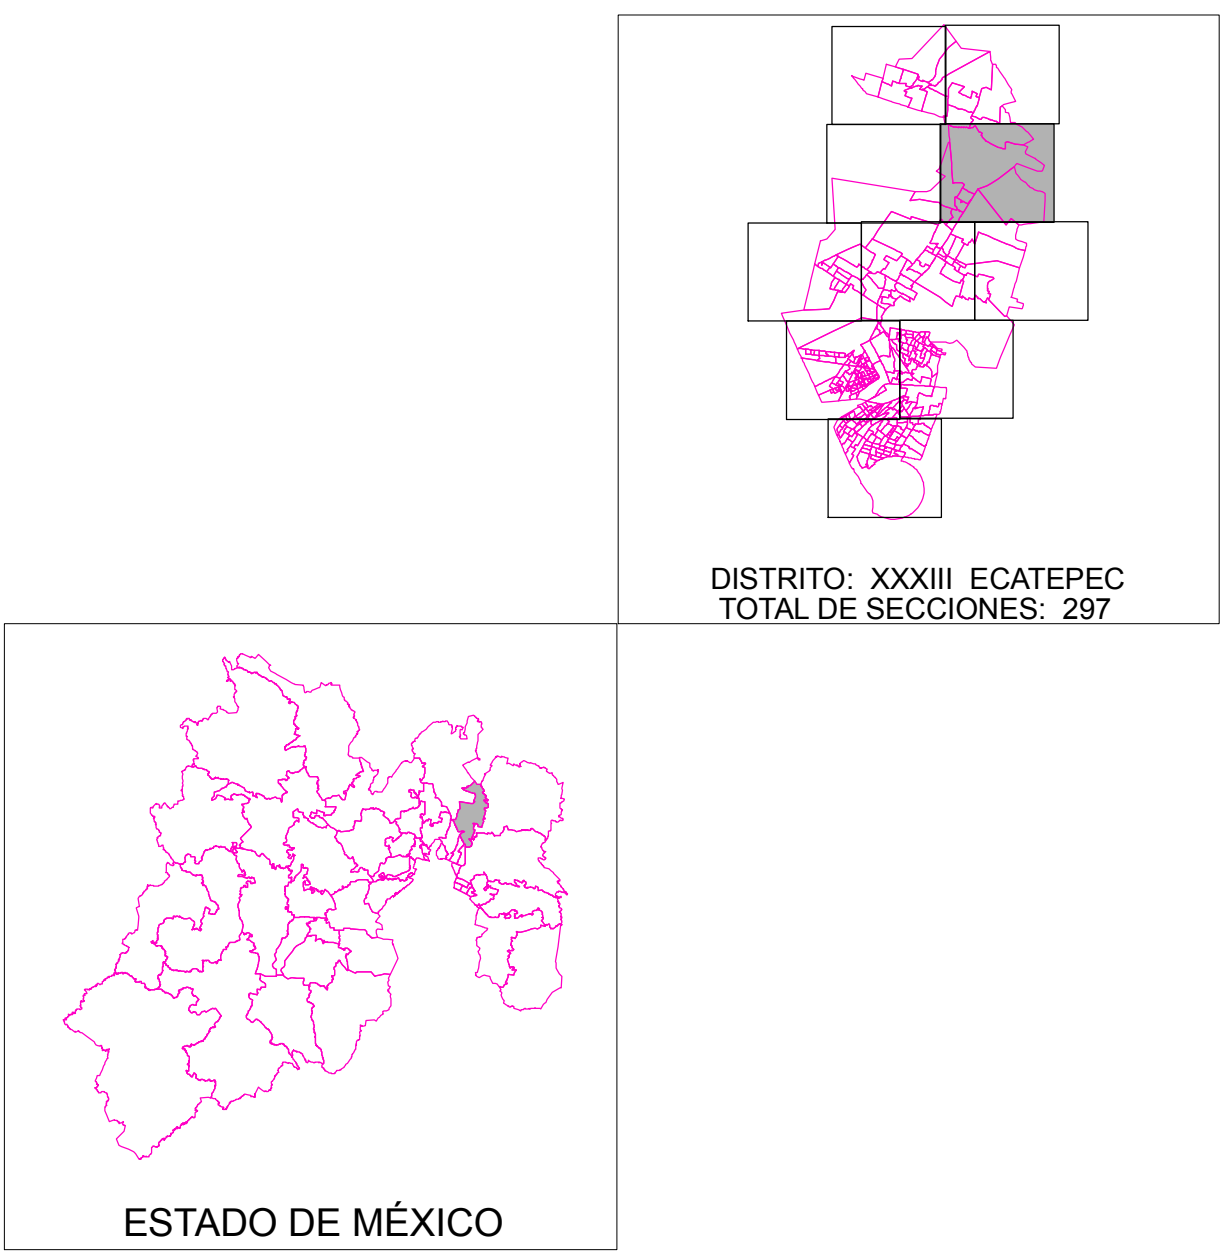 DISTRITO: XXXIII ECATEPEC
TOTAL DE SECCIONES: 297
ESTADO DE MÉXICO